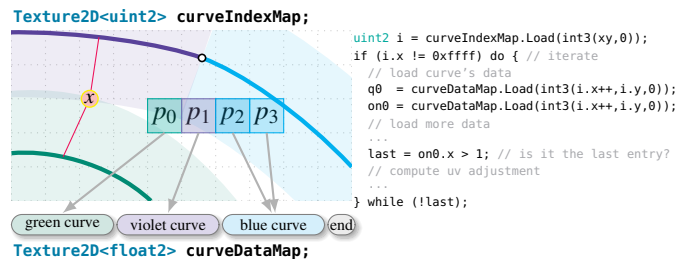 Texture2D<uint2> curveIndexMap;
x
p0 p1 p2 p3
green curve violet curve blue curve end
Texture2D<float2> curveDataMap;
uint2 i = curveIndexMap.Load(int3(xy,0));
if (i.x != 0xffff) do { // iterate
// load curve's data
q0 = curveDataMap.Load(int3(i.x++,i.y,0));
on0 = curveDataMap.Load(int3(i.x++,i.y,0));
// load more data
...
last = on0.x > 1; // is it the last entry?
// compute uv adjustment
...
} while (!last);